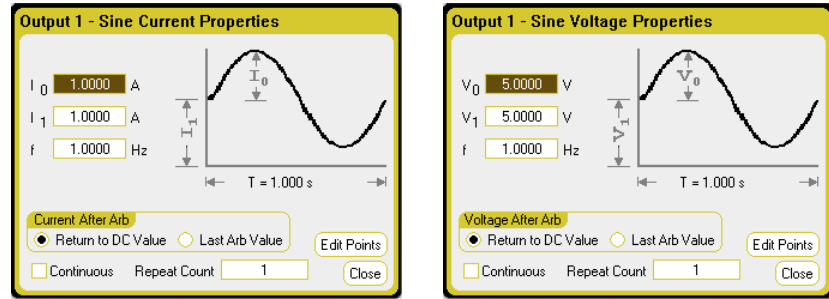 Output 1 - Sine Current Properties
I 0 1.0000 A
I 1 1.0000 A
f 1.0000 Hz
I0
I1
T = 1.000 s
Current After Arb
Return to DC Value Last Arb Value
Edit Points
Continuous Repeat Count 1
Close
Output 1 - Sine Voltage Properties
V0 5.0000 V
V1 5.0000 V
f 1.0000 Hz
V0
V1
T = 1.000 s
Voltage After Arb
Return to DC Value Last Arb Value
Edit Points
Continuous Repeat Count 1
Close